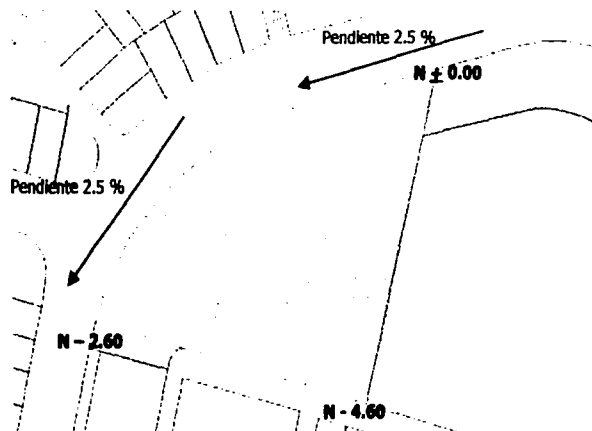 Pendiente 2.5 %
N ± 0.00
Pendiente 2.5 %
N - 2.60
N - 4.60